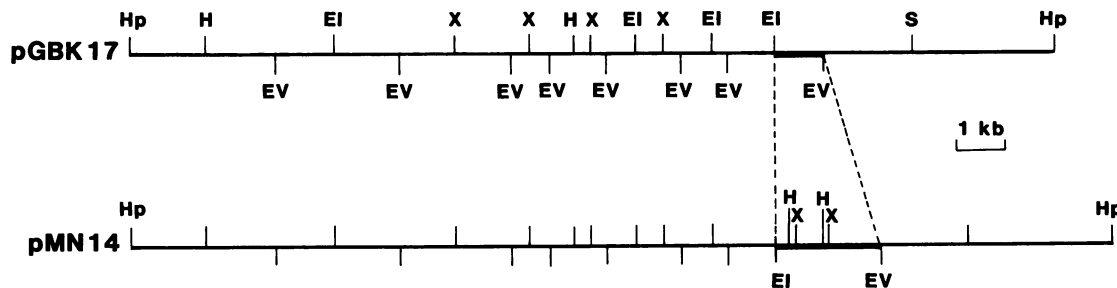 Hp H EI X X H X EI X EI EI S Hp
pGBK17
EV EV EV EV EV EV EV EV
1 kb
H H
Hp X X Hp
pMN14
EI EV